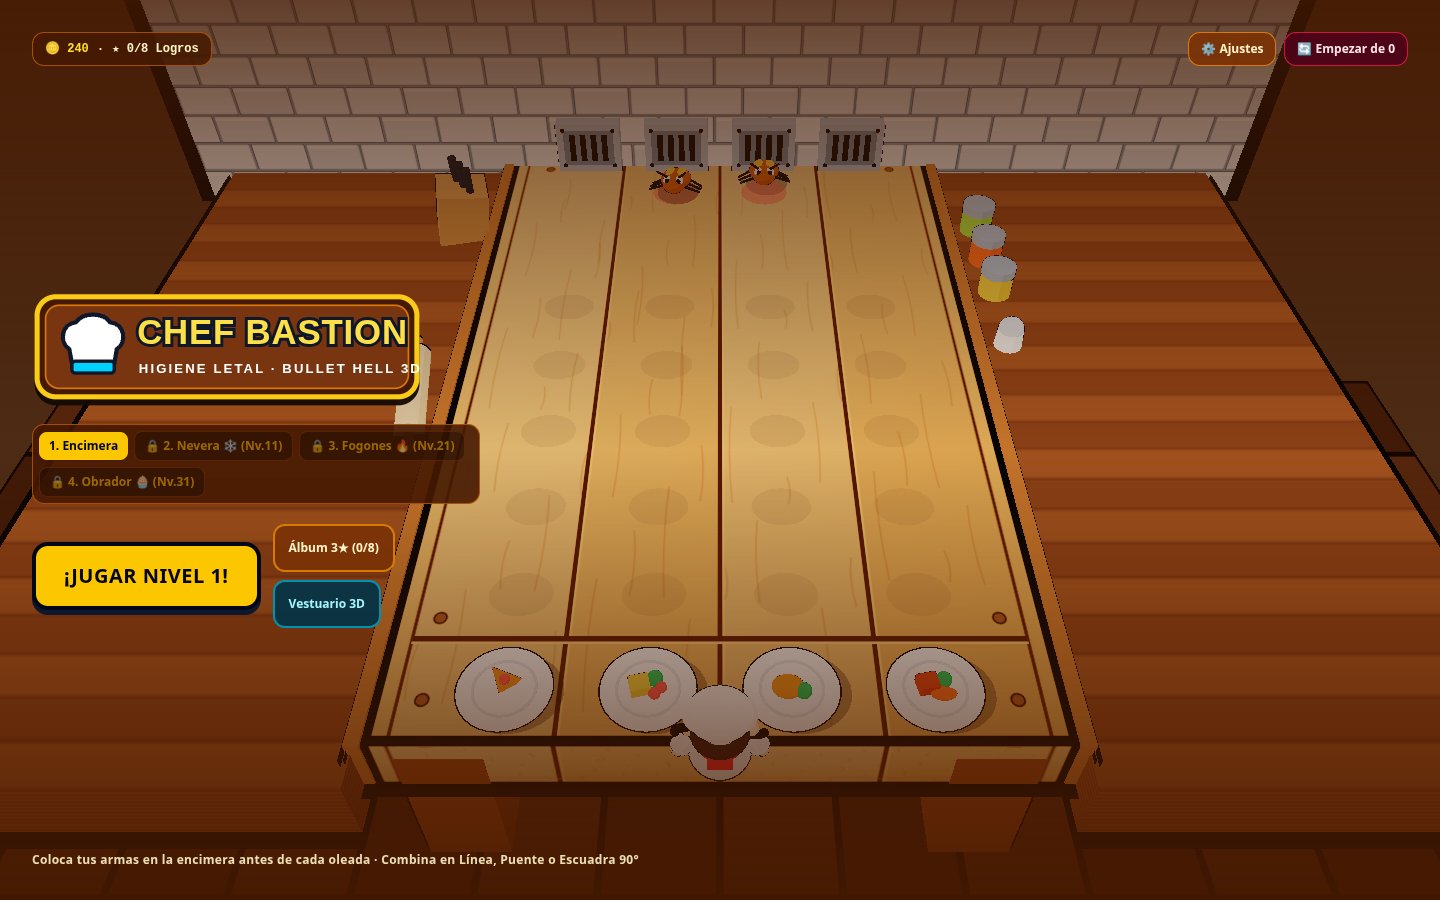 🪙 240 · ★ 0/8 Logros
⚙️ Ajustes
🔄 Empezar de 0
CHEF BASTION
HIGIENE LETAL · BULLET HELL 3D
1. Encimera
🔒 2. Nevera ❄️ (Nv.11)
🔒 3. Fogones 🔥 (Nv.21)
🔒 4. Obrador 🧁 (Nv.31)
¡JUGAR NIVEL 1!
Álbum 3★ (0/8)
Vestuario 3D
Coloca tus armas en la encimera antes de cada oleada · Combina en Línea, Puente o Escuadra 90°